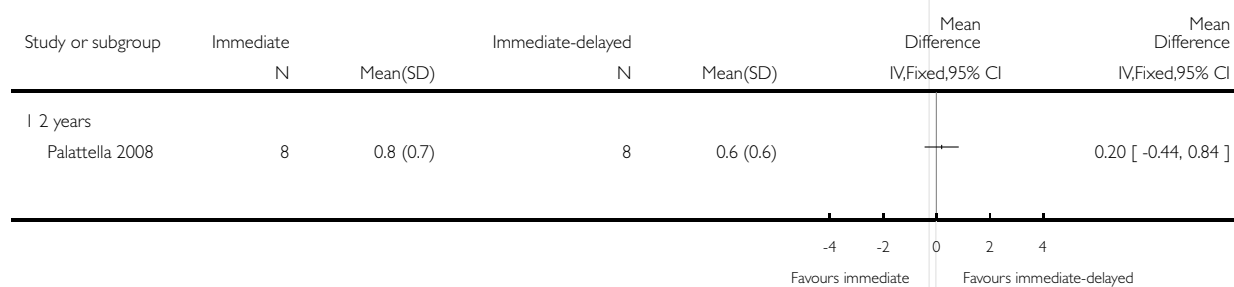 Study or subgroup Immediate Immediate-delayed Mean Difference Mean Difference
N Mean(SD) N Mean(SD) IV,Fixed,95% CI IV,Fixed,95% CI
1 2 years
Palattella 2008 8 0.8 (0.7) 8 0.6 (0.6) 0.20 [ -0.44, 0.84 ]
-4 -2 0 2 4
Favours immediate Favours immediate-delayed